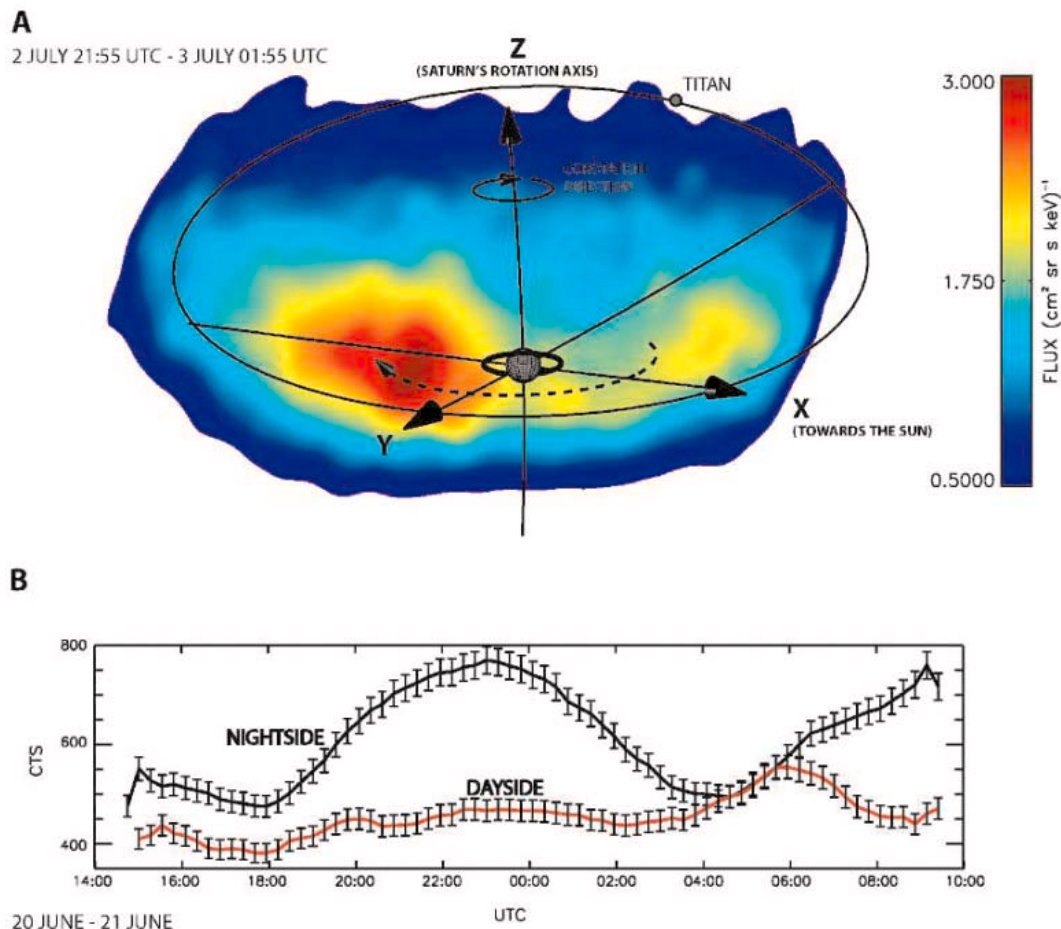 A
2 JULY 21:55 UTC - 3 JULY 01:55 UTC
Z
(SATURN'S ROTATION AXIS)
TITAN
3.000
DIRECTION
1.750
FLUX (cm² sr s keV)⁻¹
X
(TOWARDS THE SUN)
Y
0.5000
B
800
NIGHTSIDE
600
CTS
DAYSIDE
400
14:00 16:00 18:00 20:00 22:00 00:00 02:00 04:00 06:00 08:00 10:00
UTC
20 JUNE - 21 JUNE